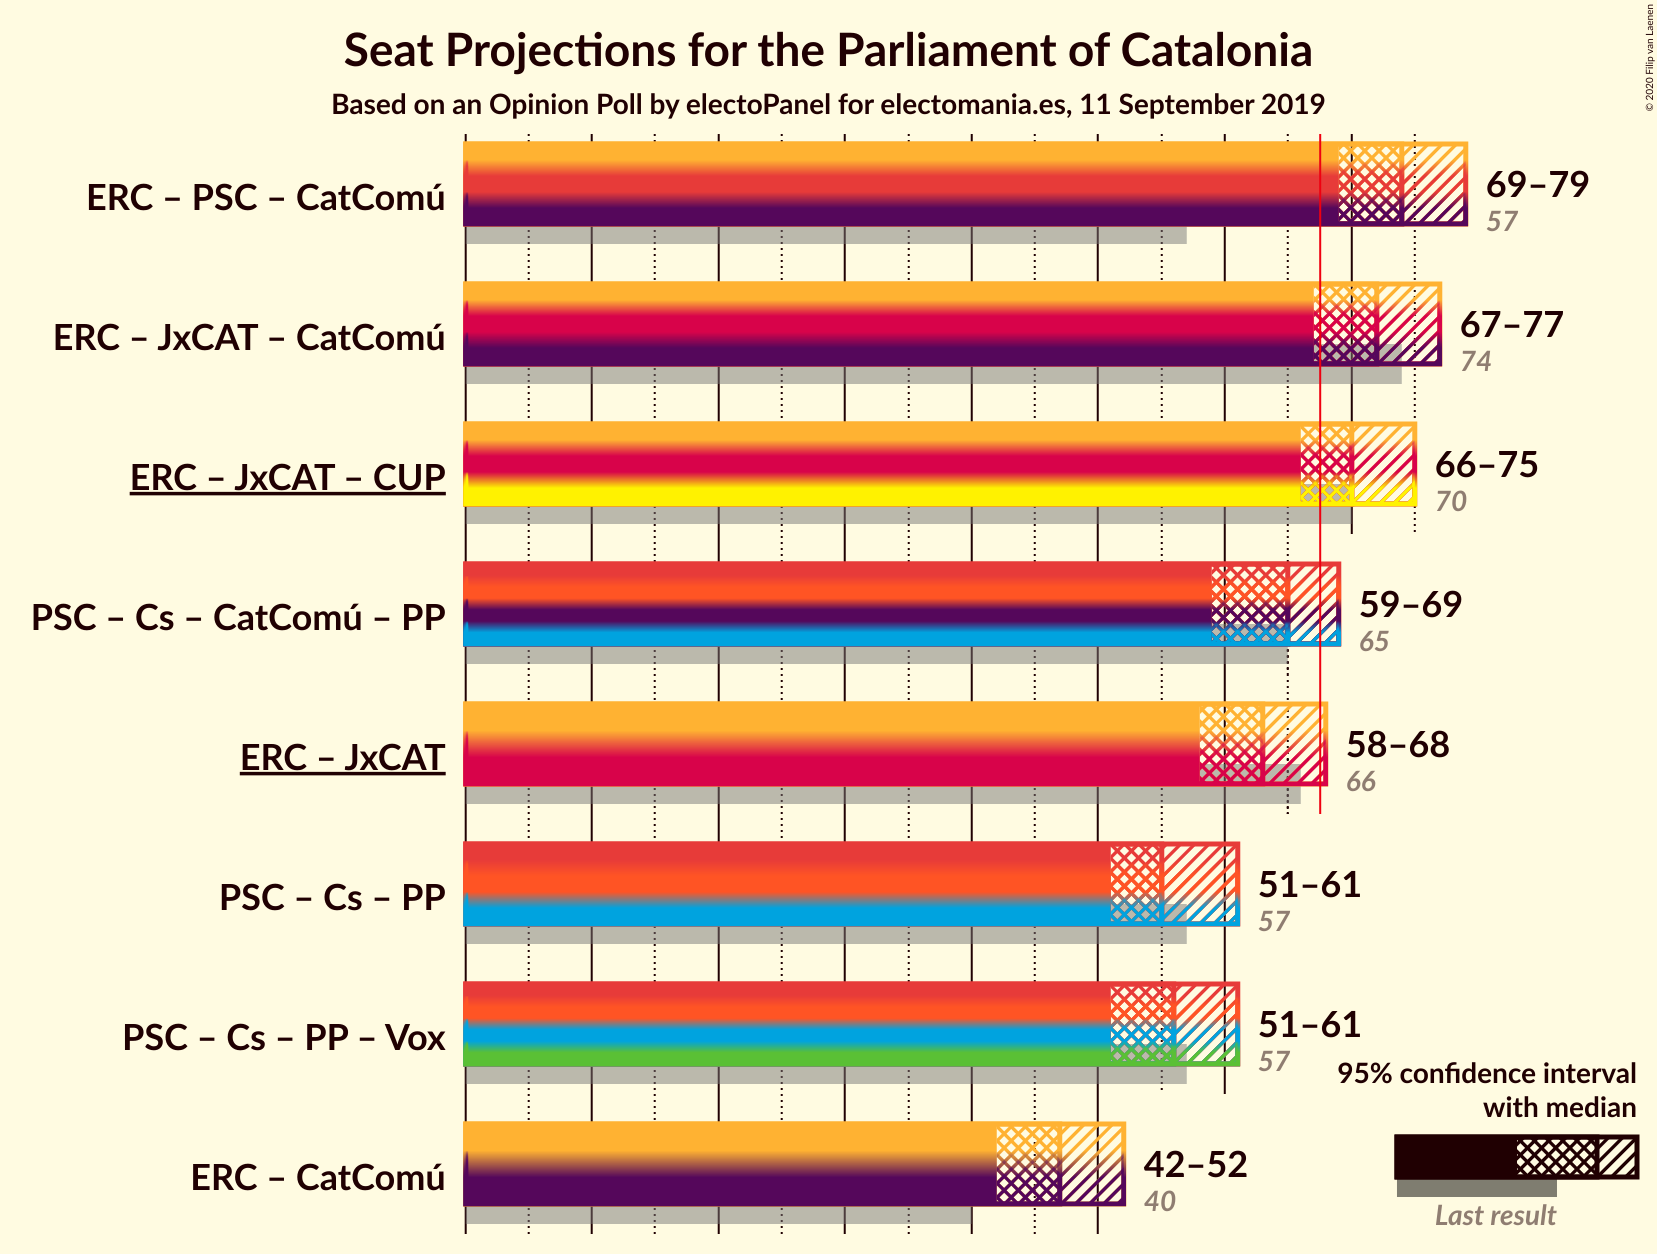 Seat Projections for the Parliament of Catalonia
Based on an Opinion Poll by electoPanel for electomania.es, 11 September 2019
© 2020 Filip van Laenen
ERC – PSC – CatComú
69–79
57
ERC – JxCAT – CatComú
67–77
74
ERC – JxCAT – CUP
66–75
70
PSC – Cs – CatComú – PP
59–69
65
ERC – JxCAT
58–68
66
PSC – Cs – PP
51–61
57
PSC – Cs – PP – Vox
51–61
57
ERC – CatComú
42–52
40
95% confidence interval
with median
Last result